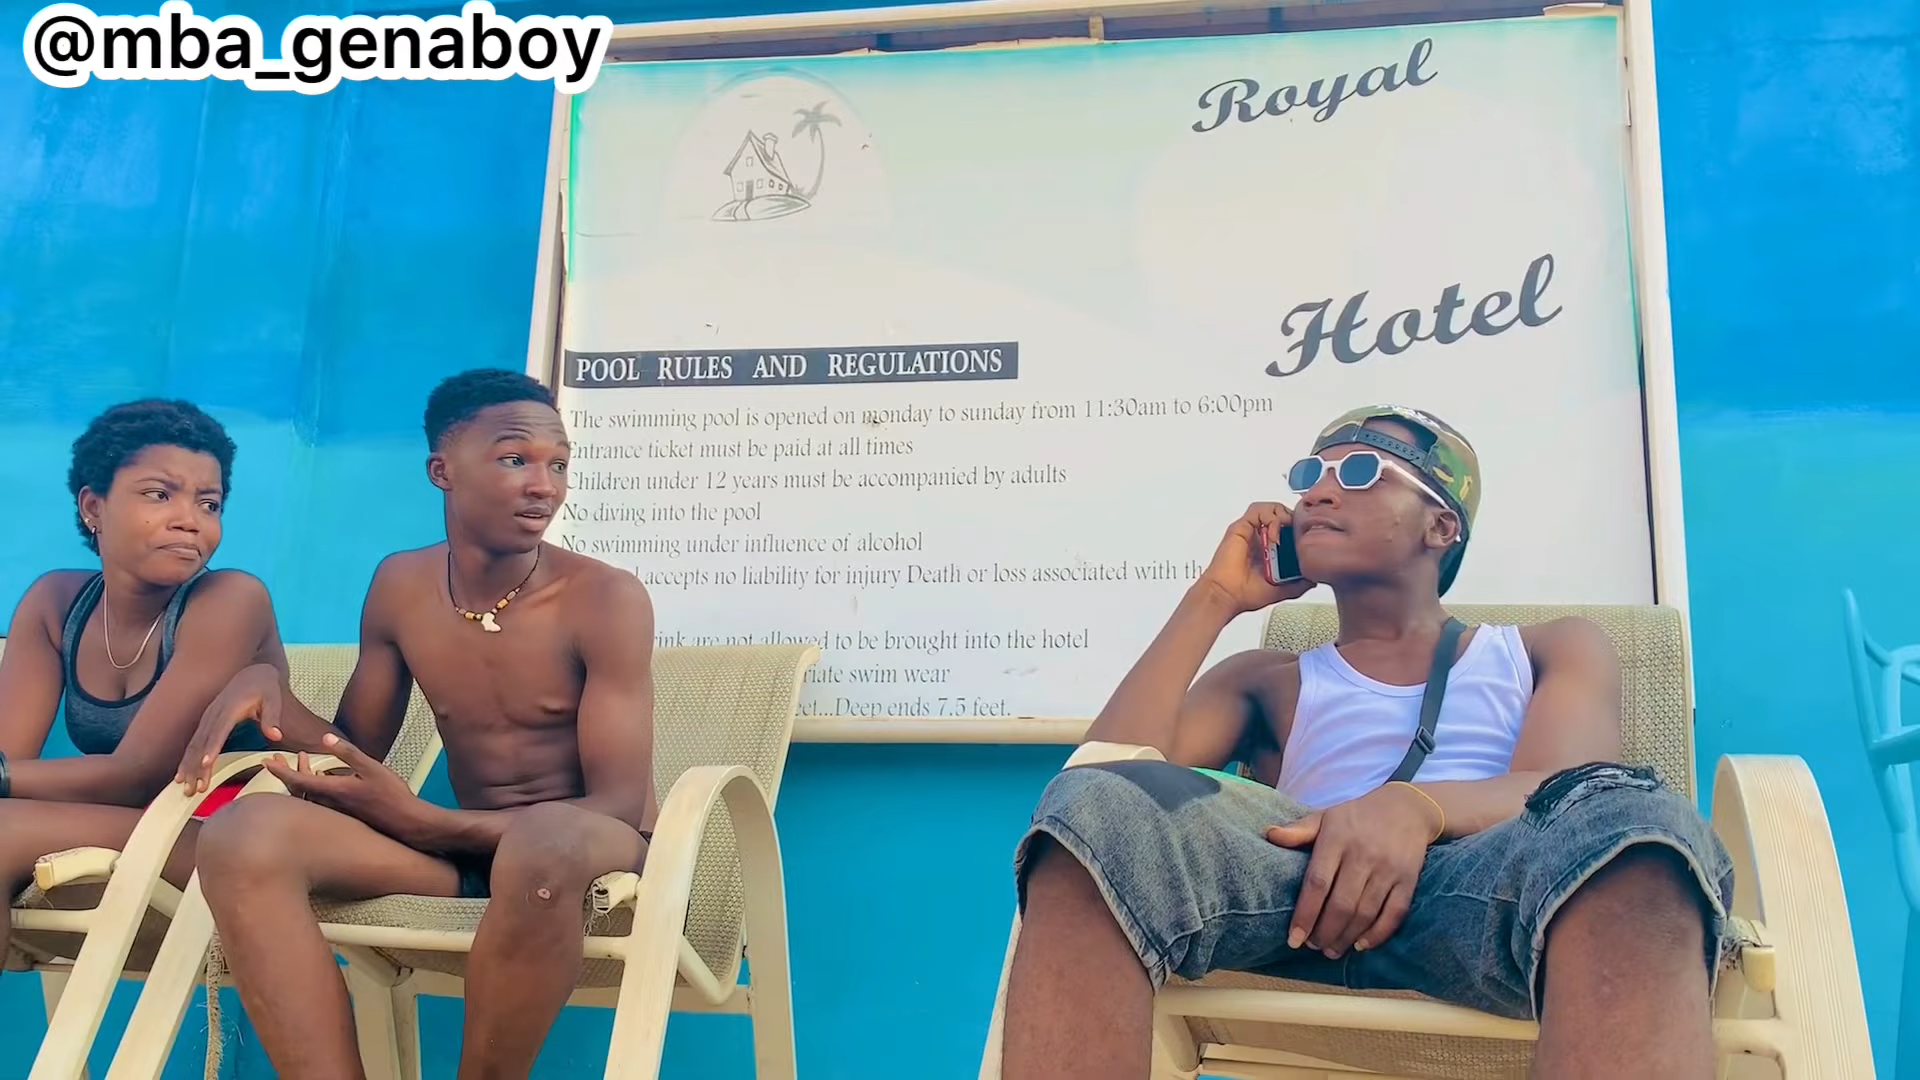 @mba_genaboy
Royal
Hotel
POOL RULES AND REGULATIONS
The swimming pool is opened on monday to sunday from 11:30am to 6:00pm
Entrance ticket must be paid at all times
Children under 12 years must be accompanied by adults
No diving into the pool
No swimming under influence of alcohol
accepts no liability for injury Death or loss associated with
are not allowed to be brought into the hotel
swim wear
Deep ends 7.5 feet.